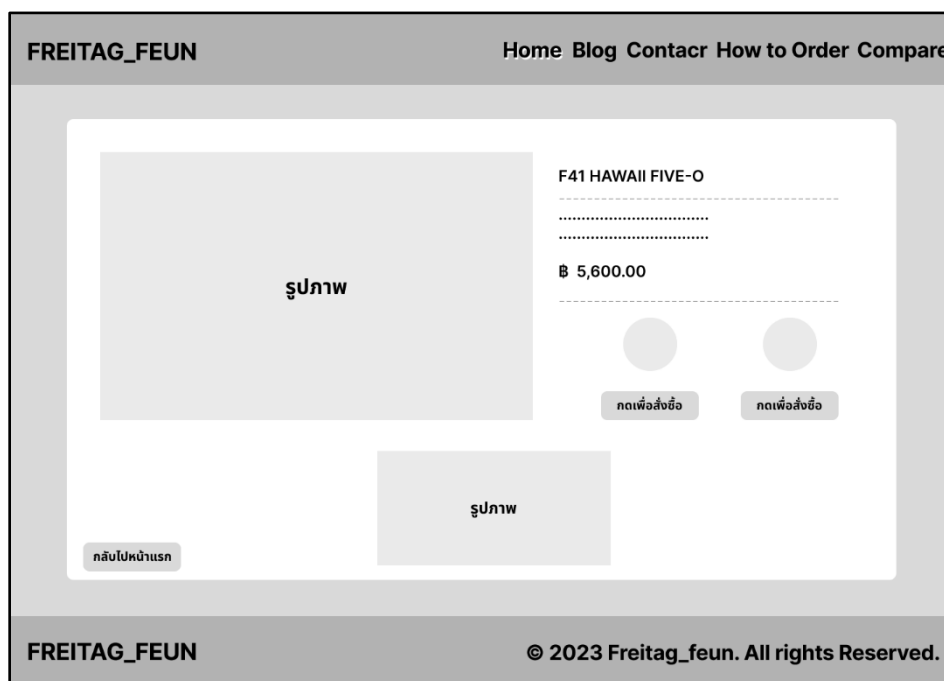 FREITAG_FEUN
Home Blog Contacr How to Order Compare
รูปภาพ
F41 HAWAII FIVE-O
฿ 5,600.00
กดเพื่อสั่งซื้อ กดเพื่อสั่งซื้อ
รูปภาพ
กลับไปหน้าแรก
FREITAG_FEUN
© 2023 Freitag_feun. All rights Reserved.